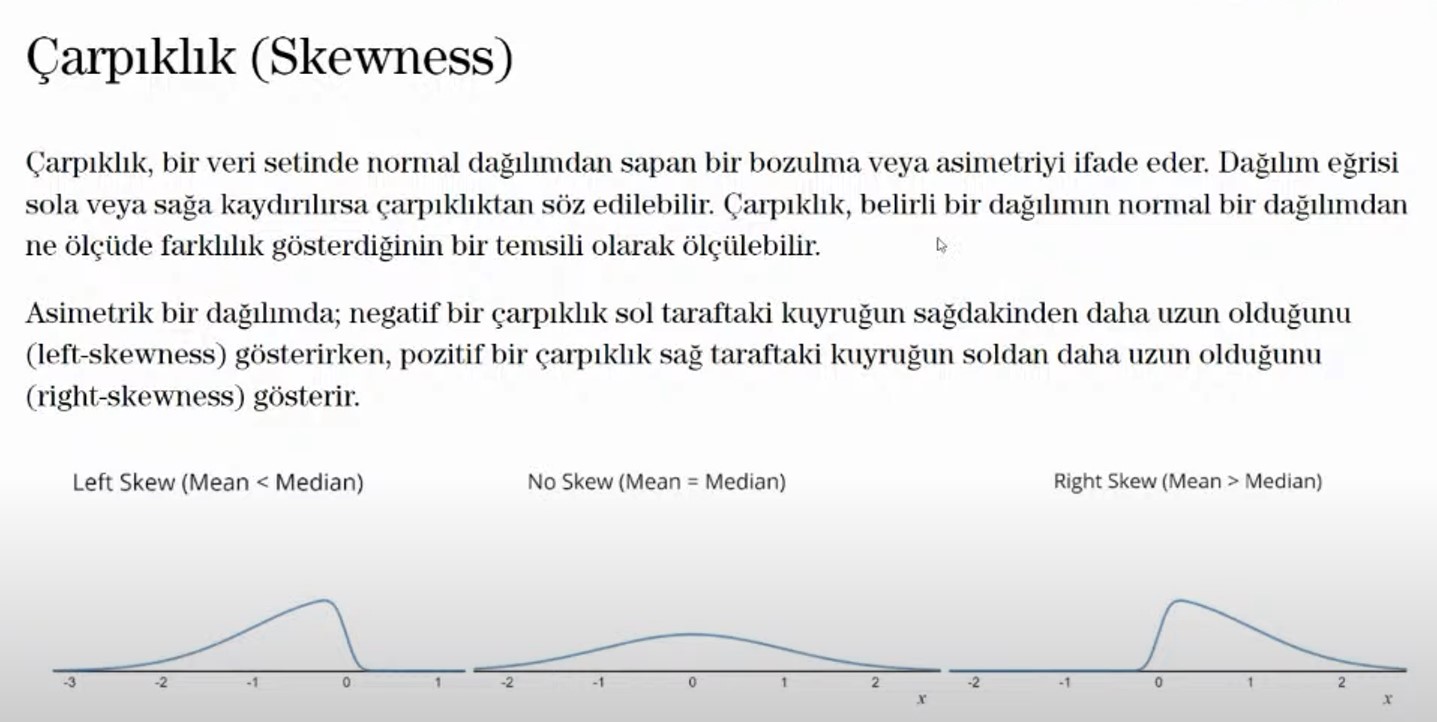 Çarpıklık (Skewness)
Çarpıklık, bir veri setinde normal dağılımdan sapan bir bozulma veya asimetriyi ifade eder. Dağılım eğrisi
sola veya sağa kaydırılırsa çarpıklıktan söz edilebilir. Çarpıklık, belirli bir dağılımın normal bir dağılımdan
ne ölçüde farklılık gösterdiğinin bir temsili olarak ölçülebilir.
Asimetrik bir dağılımda; negatif bir çarpıklık sol taraftaki kuyruğun sağdakinden daha uzun olduğunu
(left-skewness) gösterirken, pozitif bir çarpıklık sağ taraftaki kuyruğun soldan daha uzun olduğunu
(right-skewness) gösterir.
Left Skew (Mean < Median)
No Skew (Mean = Median)
Right Skew (Mean > Median)
-3 -2 -1 0 1
-2 -1 0 1 2
x
-2 -1 0 1 2
x